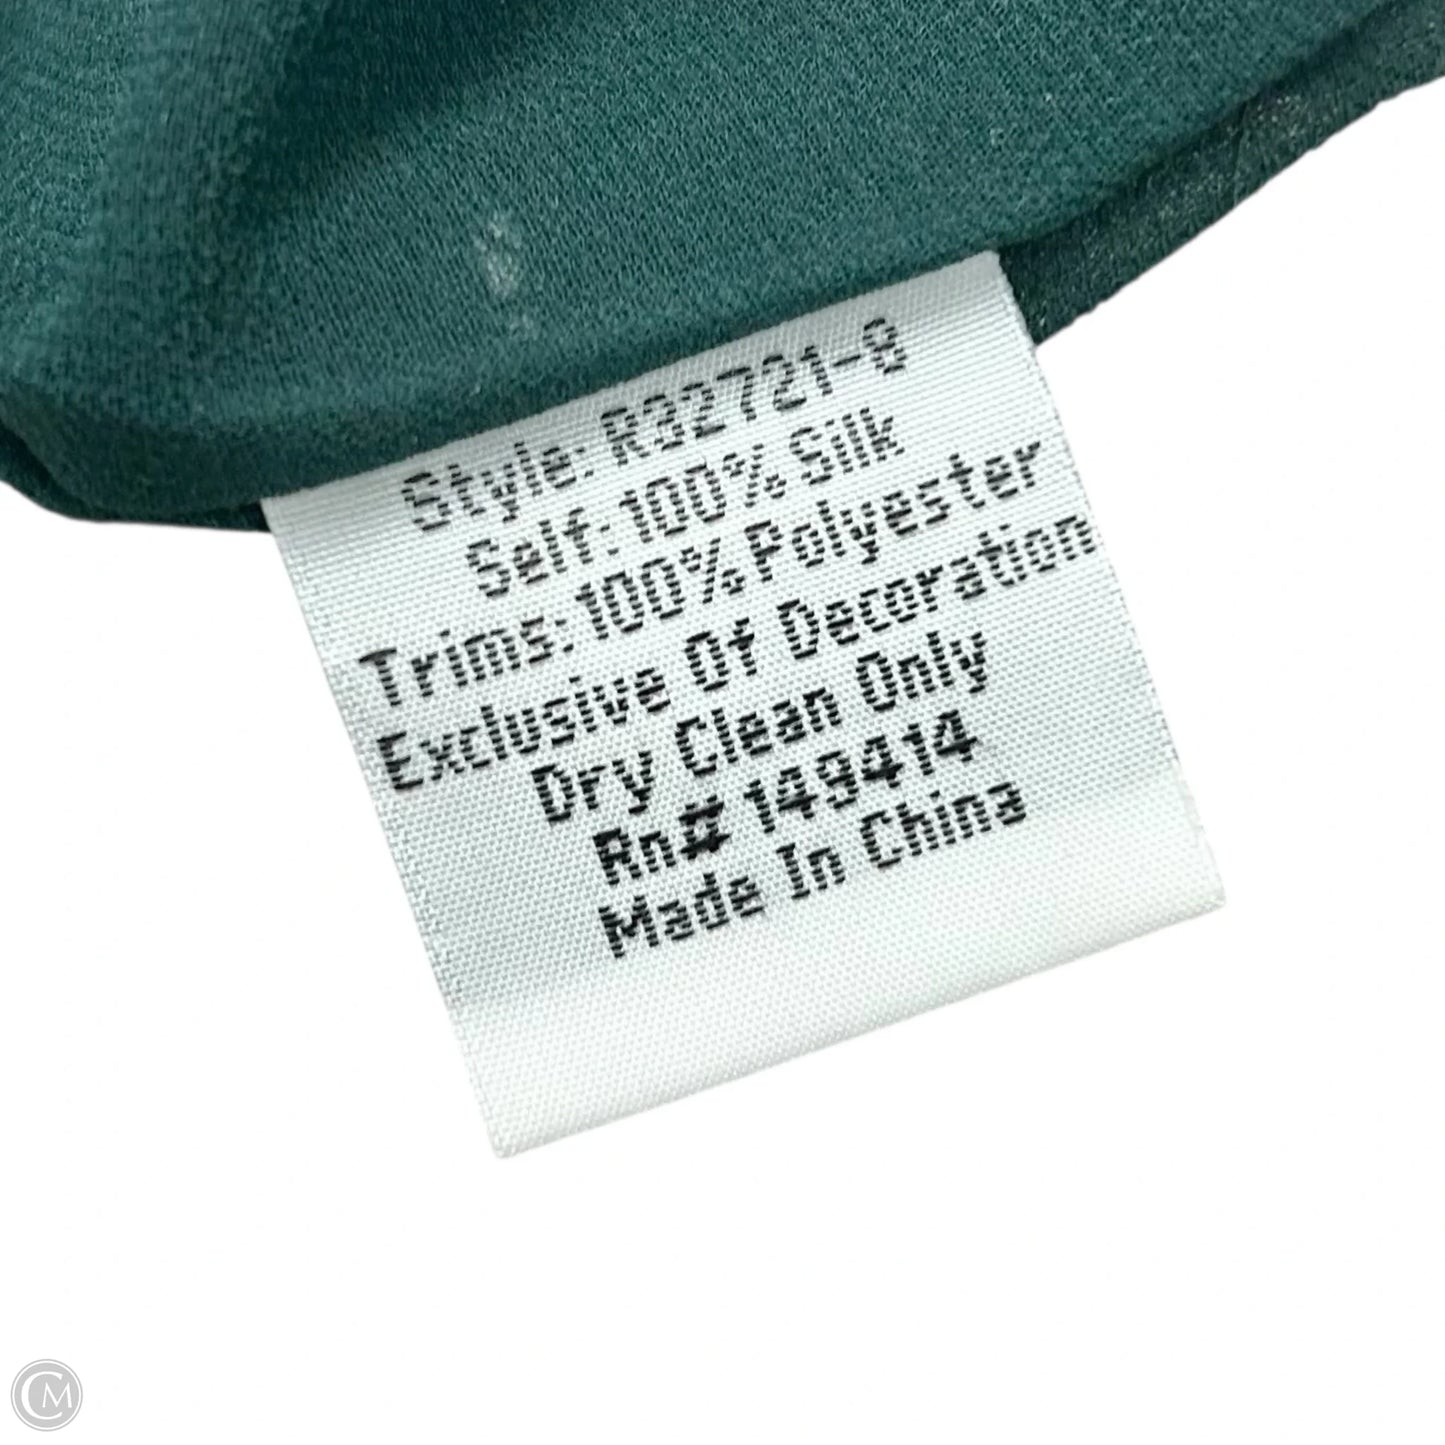 Style: R32721-8
Self: 100% Silk
Trims: 100% Polyester
Exclusive Of Decoration
Dry Clean Only
Rn# 149414
Made In China
CM